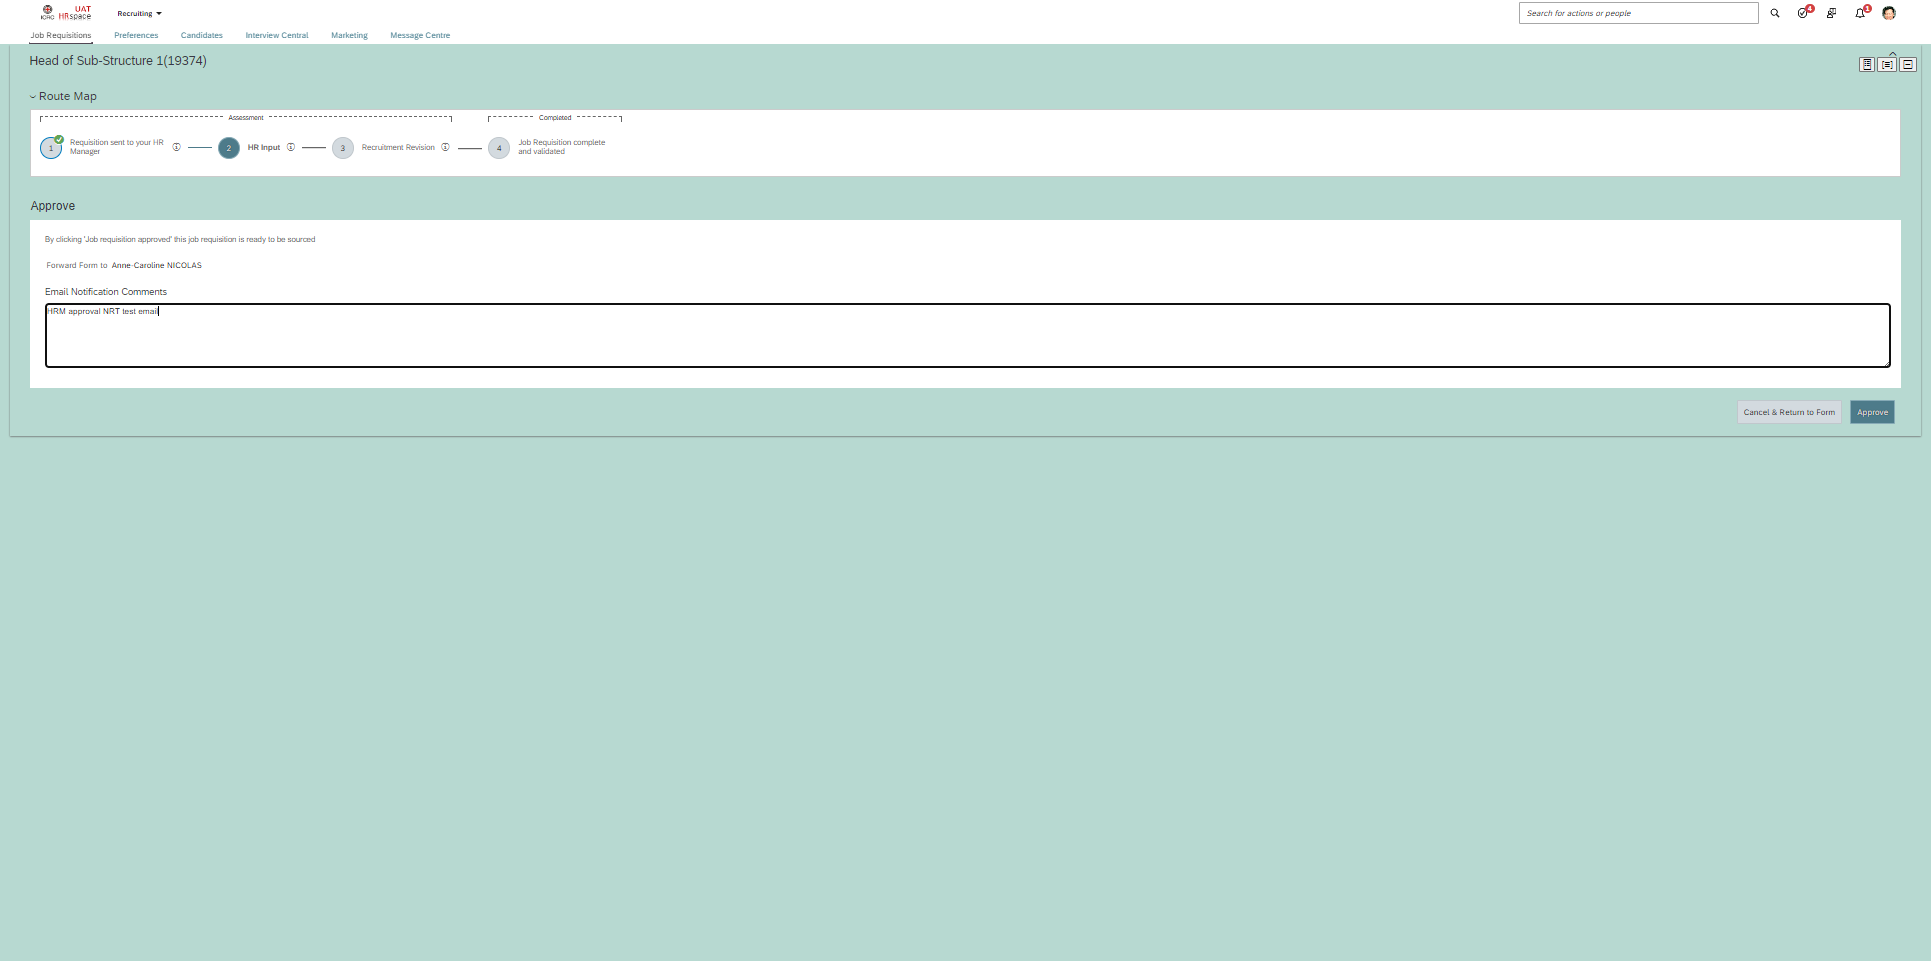 UAT
ICRC HRspace
Recruiting
Search for actions or people
4
1
Job Requisitions
Preferences
Candidates
Interview Central
Marketing
Message Centre
Head of Sub-Structure 1(19374)
Route Map
Assessment
Completed
1
Requisition sent to your HR
Manager
2
HR Input
3
Recruitment Revision
4
Job Requisition complete
and validated
Approve
By clicking 'Job requisition approved' this job requisition is ready to be sourced
Forward Form to Anne-Caroline NICOLAS
Email Notification Comments
HRM approval NRT test email
Cancel & Return to Form
Approve